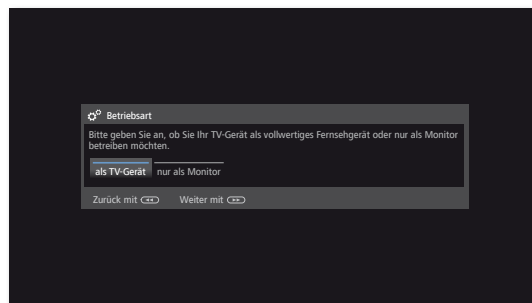 Betriebsart
Bitte geben Sie an, ob Sie Ihr TV-Gerät als vollwertiges Fernsehgerät oder nur als Monitor
betreiben möchten.
als TV-Gerät nur als Monitor
Zurück mit Weiter mit